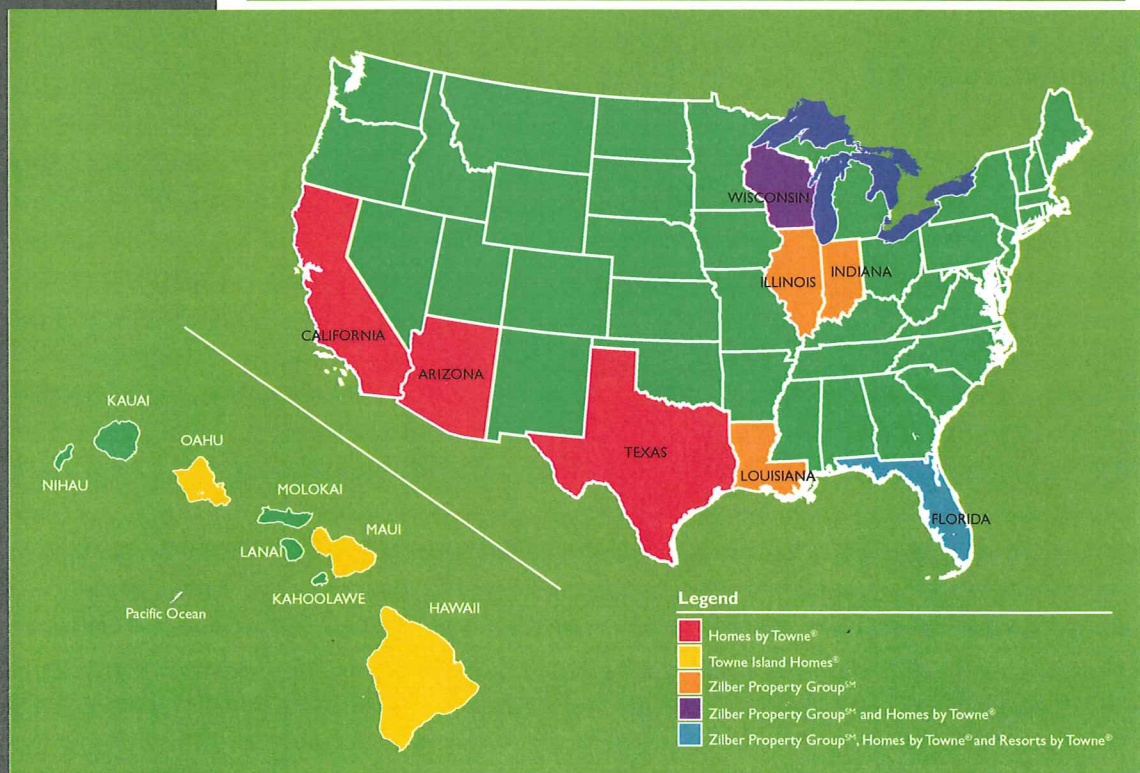 WISCONSIN
ILLINOIS
INDIANA
CALIFORNIA
ARIZONA
TEXAS
LOUISIANA
FLORIDA
KAUAI
OAHU
NIHAU
MOLOKAI
MAUI
LANAI
KAHOOLAWE
HAWAII
Pacific Ocean
Legend
Homes by Towne®
Towne Island Homes®
Zilber Property Group℠
Zilber Property Group℠ and Homes by Towne®
Zilber Property Group℠, Homes by Towne® and Resorts by Towne®